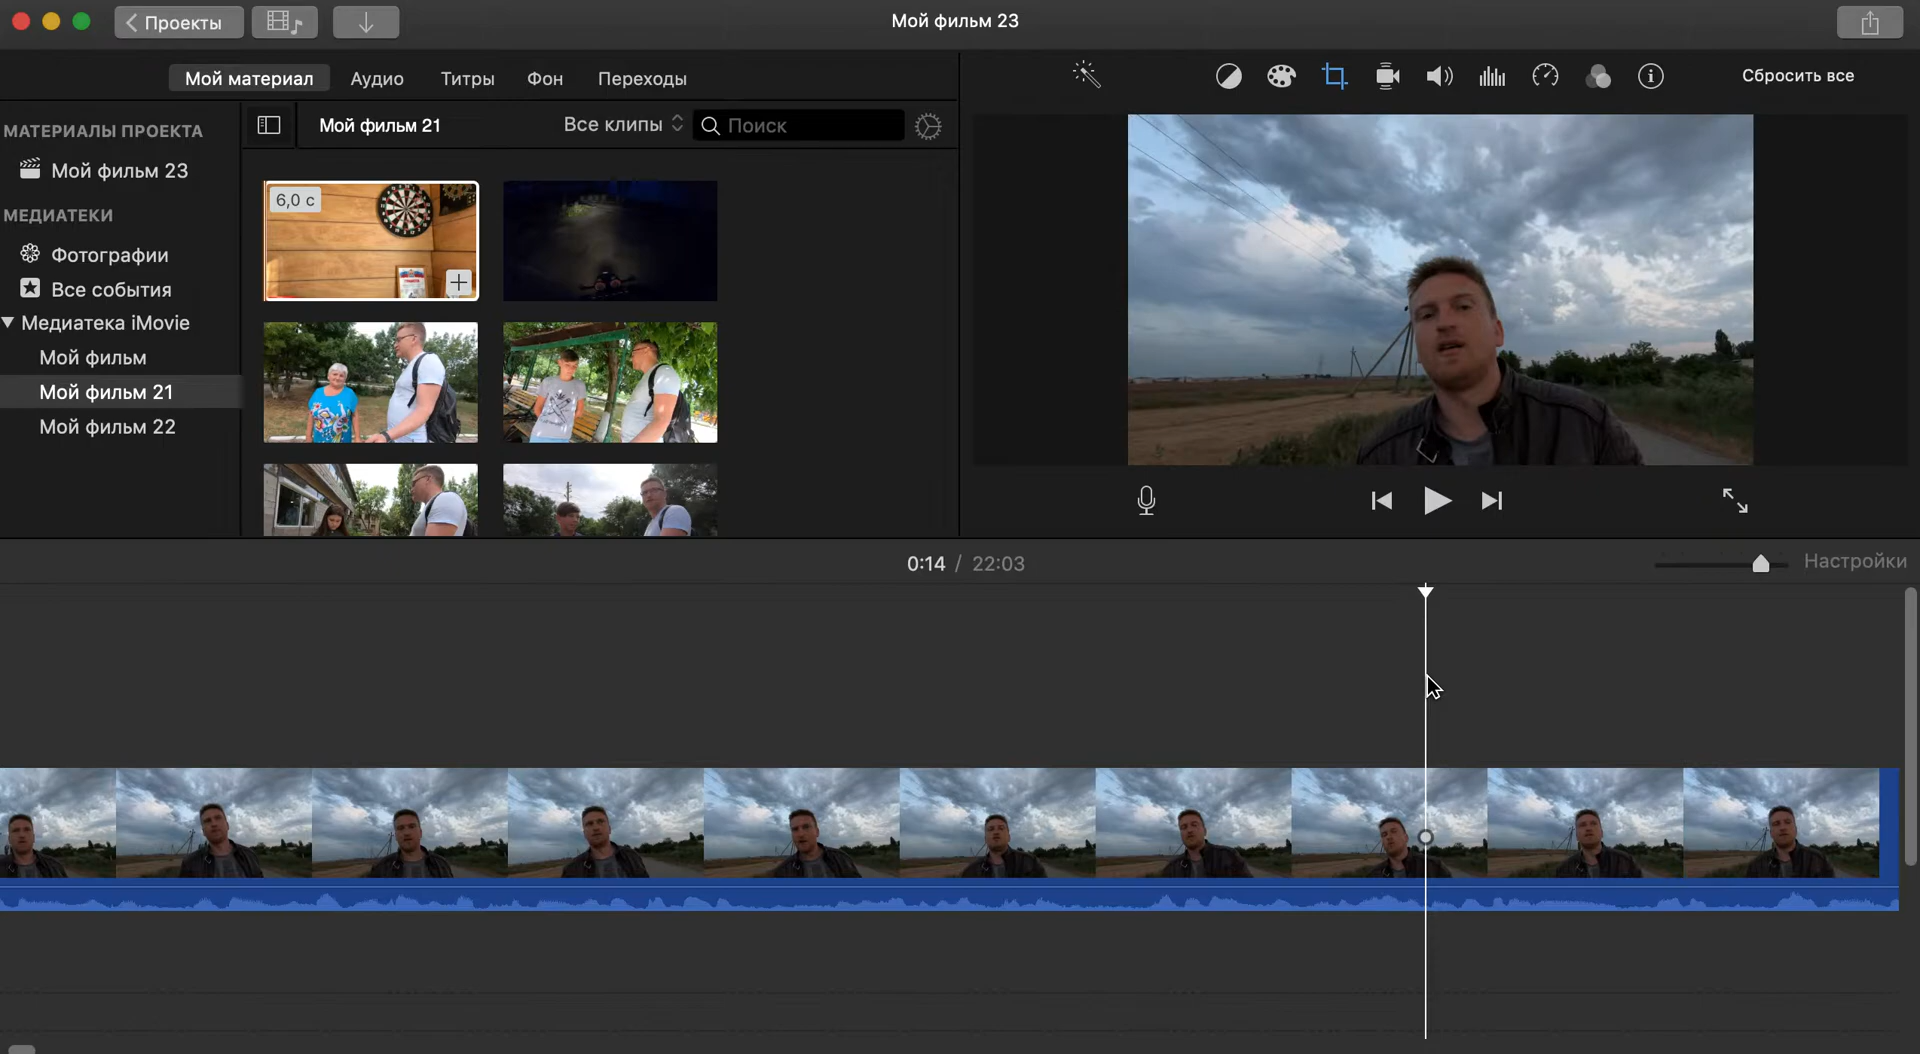 Проекты
Мой фильм 23
Мой материал
Аудио
Титры
Фон
Переходы
Сбросить все
МАТЕРИАЛЫ ПРОЕКТА
Мой фильм 23
МЕДИАТЕКИ
Фотографии
Все события
Медиатека iMovie
Мой фильм
Мой фильм 21
Мой фильм 22
Мой фильм 21
Все клипы
Поиск
6,0 с
0:14 / 22:03
Настройки